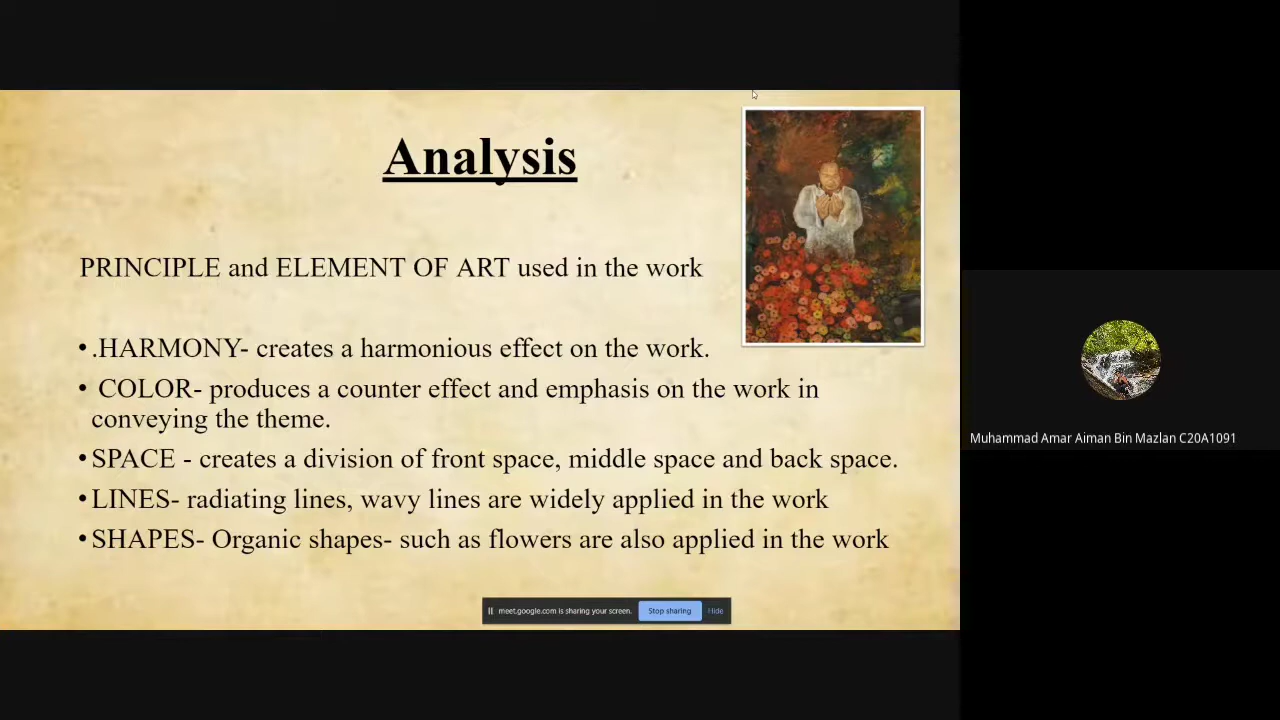 Analysis
PRINCIPLE and ELEMENT OF ART used in the work
• .HARMONY- creates a harmonious effect on the work.
• COLOR- produces a counter effect and emphasis on the work in
conveying the theme.
• SPACE - creates a division of front space, middle space and back space.
• LINES- radiating lines, wavy lines are widely applied in the work
• SHAPES- Organic shapes- such as flowers are also applied in the work
meet.google.com is sharing your screen. Stop sharing Hide
Muhammad Amar Aiman Bin Mazlan C20A1091